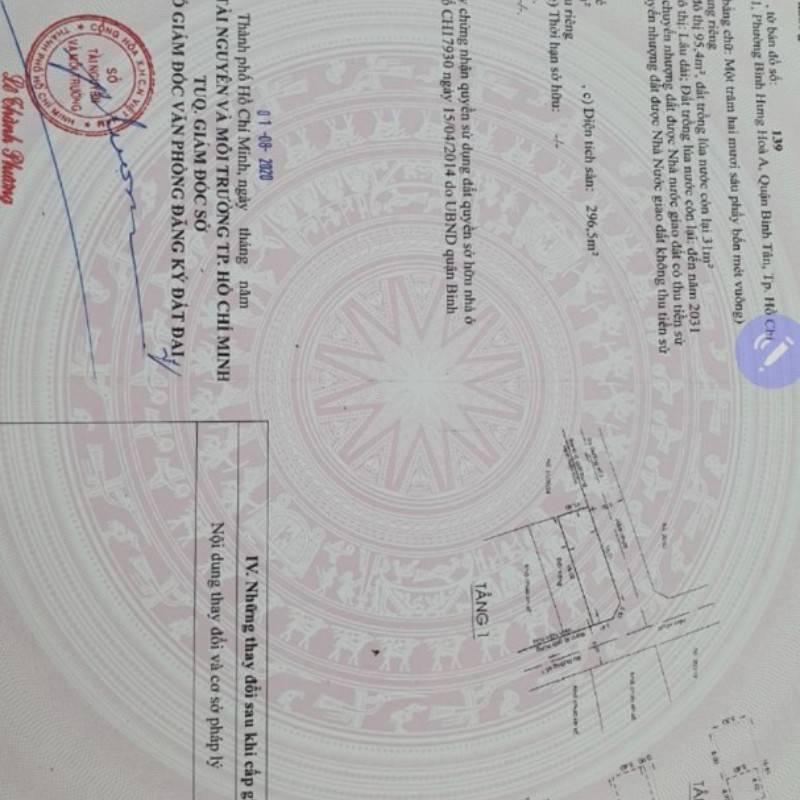 , tờ bản đồ số: 139
1, Phường Bình Hưng Hoà A, Quận Bình Tân, Tp. Hồ Chí
bằng chữ: Một trăm hai mươi sáu phẩy bốn mét vuông)
ụng riêng
đô thị 95,4m², đất trồng lúa nước còn lại 31m²
ô thị: Lâu dài; Đất trồng lúa nước còn lại: đến năm 2031
chuyển nhượng đất được Nhà nước giao đất có thu tiền sử
yển nhượng đất được Nhà Nước giao đất không thu tiền sử
, c) Diện tích sàn: 296,5m²
u riêng
) Thời hạn sở hữu: -/-
-/-.
y chứng nhận quyền sử dụng đất quyền sở hữu nhà ở
ố CH17930 ngày 15/04/2014 do UBND quận Bình
01-08-2020
Thành phố Hồ Chí Minh, ngày tháng năm
TÀI NGUYÊN VÀ MÔI TRƯỜNG TP. HỒ CHÍ MINH
TUQ. GIÁM ĐỐC SỞ
Ó GIÁM ĐỐC VĂN PHÒNG ĐĂNG KÝ ĐẤT ĐAI
CỘNG HÒA X.H.C.N VIỆT
SỞ
TÀI NGUYÊN
VÀ MÔI TRƯỜNG
THÀNH PHỐ HỒ CHÍ MINH
Lê Thành Phương
TẦNG 1
IV. Những thay đổi sau khi cấp g
Nội dung thay đổi và cơ sở pháp lý